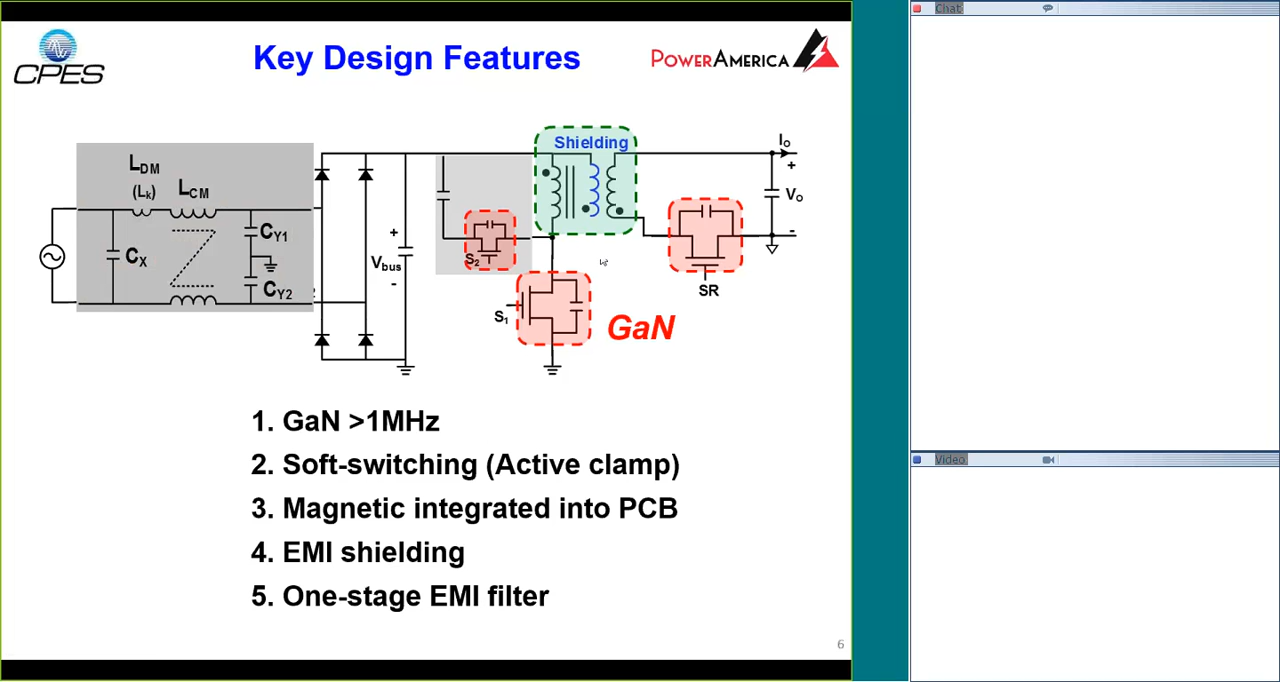 Chat
CPES
Key Design Features
POWERAMERICA
Shielding
Io
+
Vo
-
LDM
(Lk)
LCM
CX
CY1
CY2
+
Vbus
-
S2
S1
GaN
SR
Video
1. GaN >1MHz
2. Soft-switching (Active clamp)
3. Magnetic integrated into PCB
4. EMI shielding
5. One-stage EMI filter
6